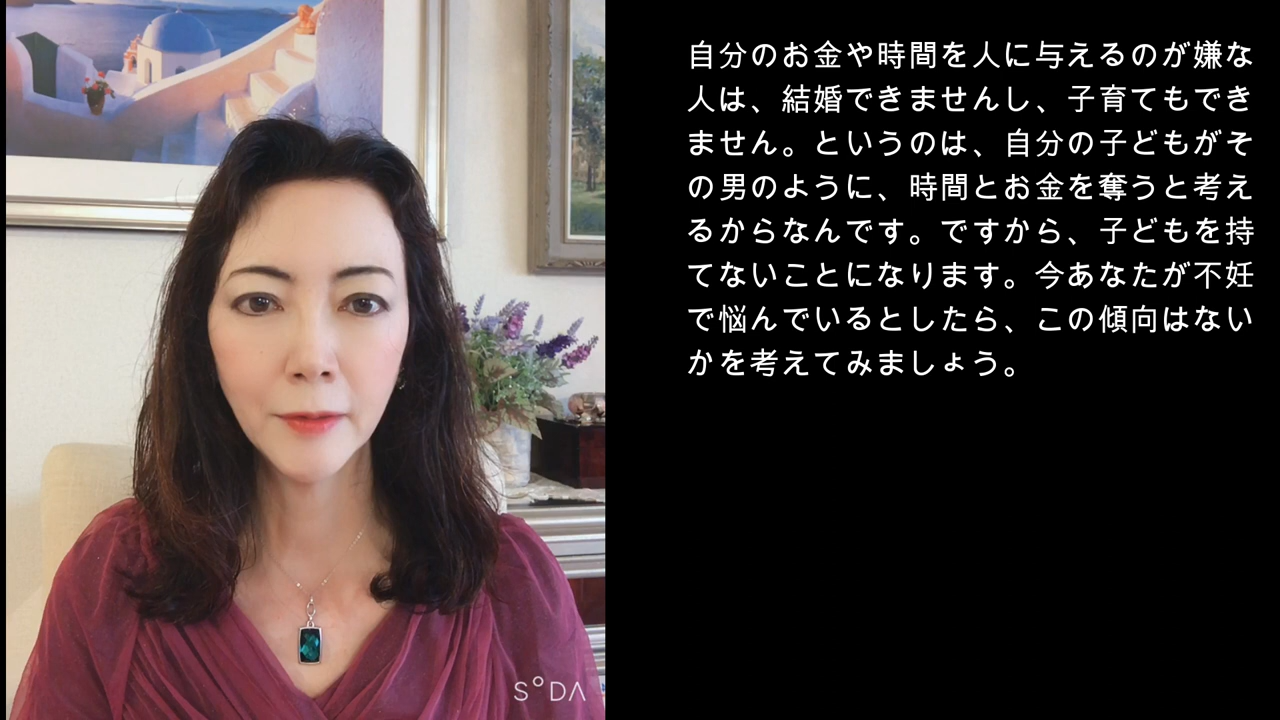 自分のお金や時間を人に与えるのが嫌な
人は、結婚できませんし、子育てもでき
ません。というのは、自分の子どもがそ
の男のように、時間とお金を奪うと考え
るからなんです。ですから、子どもを持
てないことになります。今あなたが不妊
で悩んでいるとしたら、この傾向はない
かを考えてみましょう。
SODA